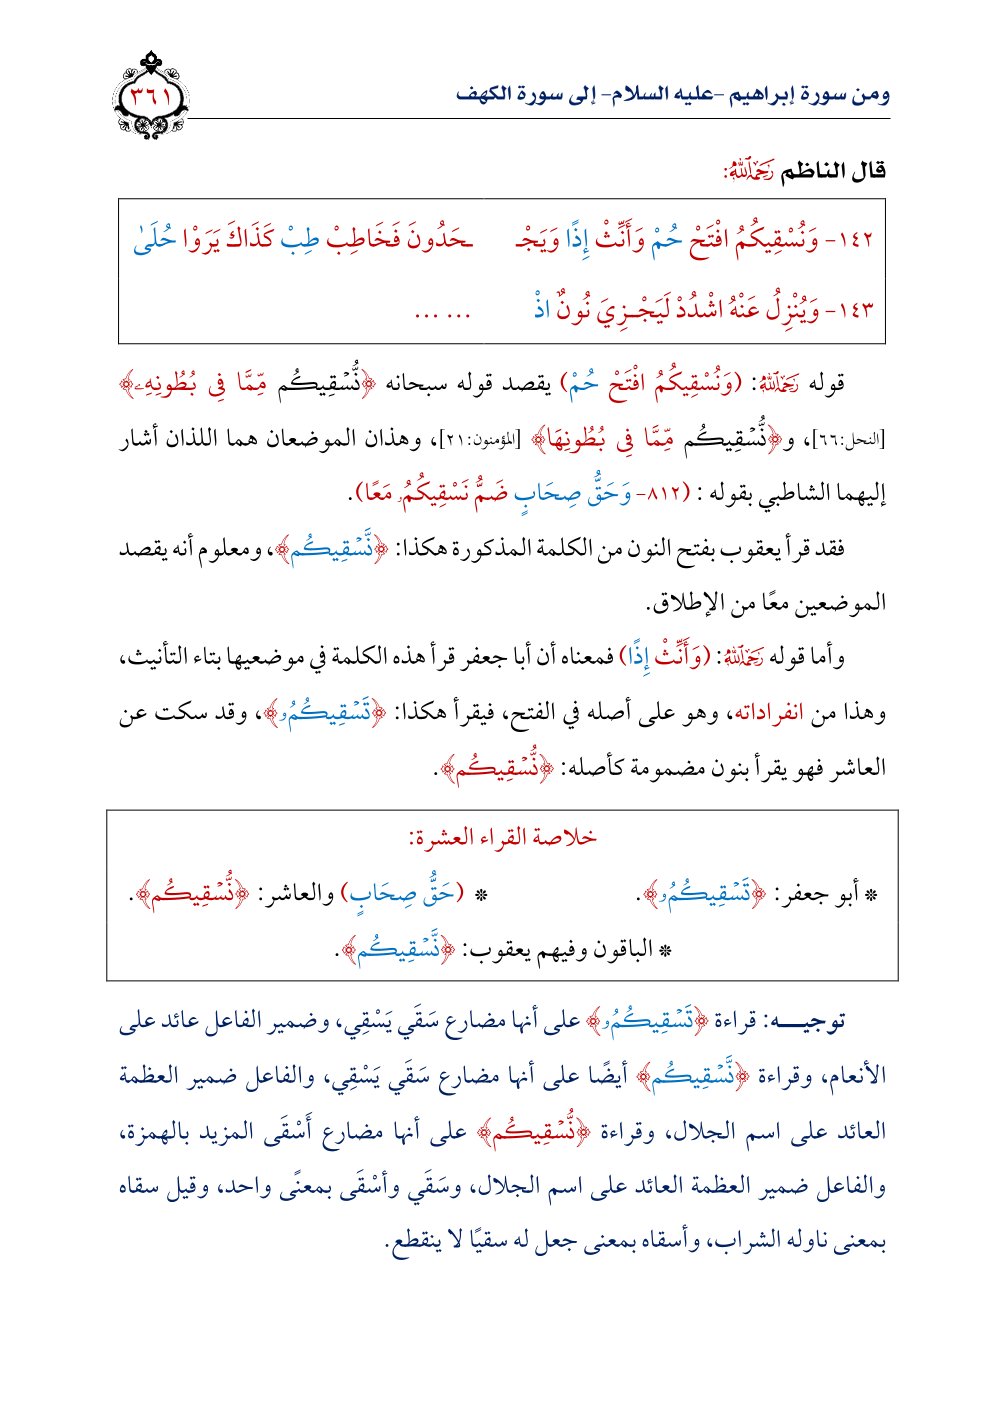 ومن سورة إبراهيم -عليه السلام- إلى سورة الكهف
٣٦١
قال الناظم رَحِمَهُ ٱللَّهُ:
١٤٢- وَنُسْقِيكُمُ افْتَحْ حُمْ وَأَنِّثْ إِذًا وَيَجْـ ـحَدُونَ فَخَاطِبْ طِبْ كَذَاكَ يَرَوْا حُلَىٰ
١٤٣- وَيُنْزِلُ عَنْهُ اشْدُدْ لَيَجْـزِيَ نُونٌ اذْ ... ...
قوله رَحِمَهُ ٱللَّهُ: (وَنُسْقِيكُمُ افْتَحْ حُمْ) يقصد قوله سبحانه ﴿نُّسْقِيكُم مِّمَّا فِى بُطُونِهِۦ﴾
[النحل:٦٦]، و﴿نُّسْقِيكُم مِّمَّا فِى بُطُونِهَا﴾ [المؤمنون:٢١]، وهذان الموضعان هما اللذان أشار
إليهما الشاطبي بقوله : (٨١٢- وَحَقُّ صِحَابٍ ضَمُّ نَسْقِيكُمُۥ مَعًا).
فقد قرأ يعقوب بفتح النون من الكلمة المذكورة هكذا: ﴿نَّسْقِيكُم﴾، ومعلوم أنه يقصد
الموضعين معًا من الإطلاق.
وأما قوله رَحِمَهُ ٱللَّهُ: (وَأَنِّثْ إِذًا) فمعناه أن أبا جعفر قرأ هذه الكلمة في موضعيها بتاء التأنيث،
وهذا من انفراداته، وهو على أصله في الفتح، فيقرأ هكذا: ﴿تَسْقِيكُمُۥ﴾، وقد سكت عن
العاشر فهو يقرأ بنون مضمومة كأصله: ﴿نُّسْقِيكُم﴾.
خلاصة القراء العشرة:
* أبو جعفر: ﴿تَسْقِيكُمُۥ﴾. * (حَقُّ صِحَابٍ) والعاشر: ﴿نُّسْقِيكُم﴾.
* الباقون وفيهم يعقوب: ﴿نَّسْقِيكُم﴾.
توجيـــه: قراءة ﴿تَسْقِيكُمُۥ﴾ على أنها مضارع سَقَي يَسْقِي، وضمير الفاعل عائد على
الأنعام، وقراءة ﴿نَّسْقِيكُم﴾ أيضًا على أنها مضارع سَقَي يَسْقِي، والفاعل ضمير العظمة
العائد على اسم الجلال، وقراءة ﴿نُّسْقِيكُم﴾ على أنها مضارع أَسْقَى المزيد بالهمزة،
والفاعل ضمير العظمة العائد على اسم الجلال، وسَقَي وأسْقَى بمعنًى واحد، وقيل سقاه
بمعنى ناوله الشراب، وأسقاه بمعنى جعل له سقيًا لا ينقطع.